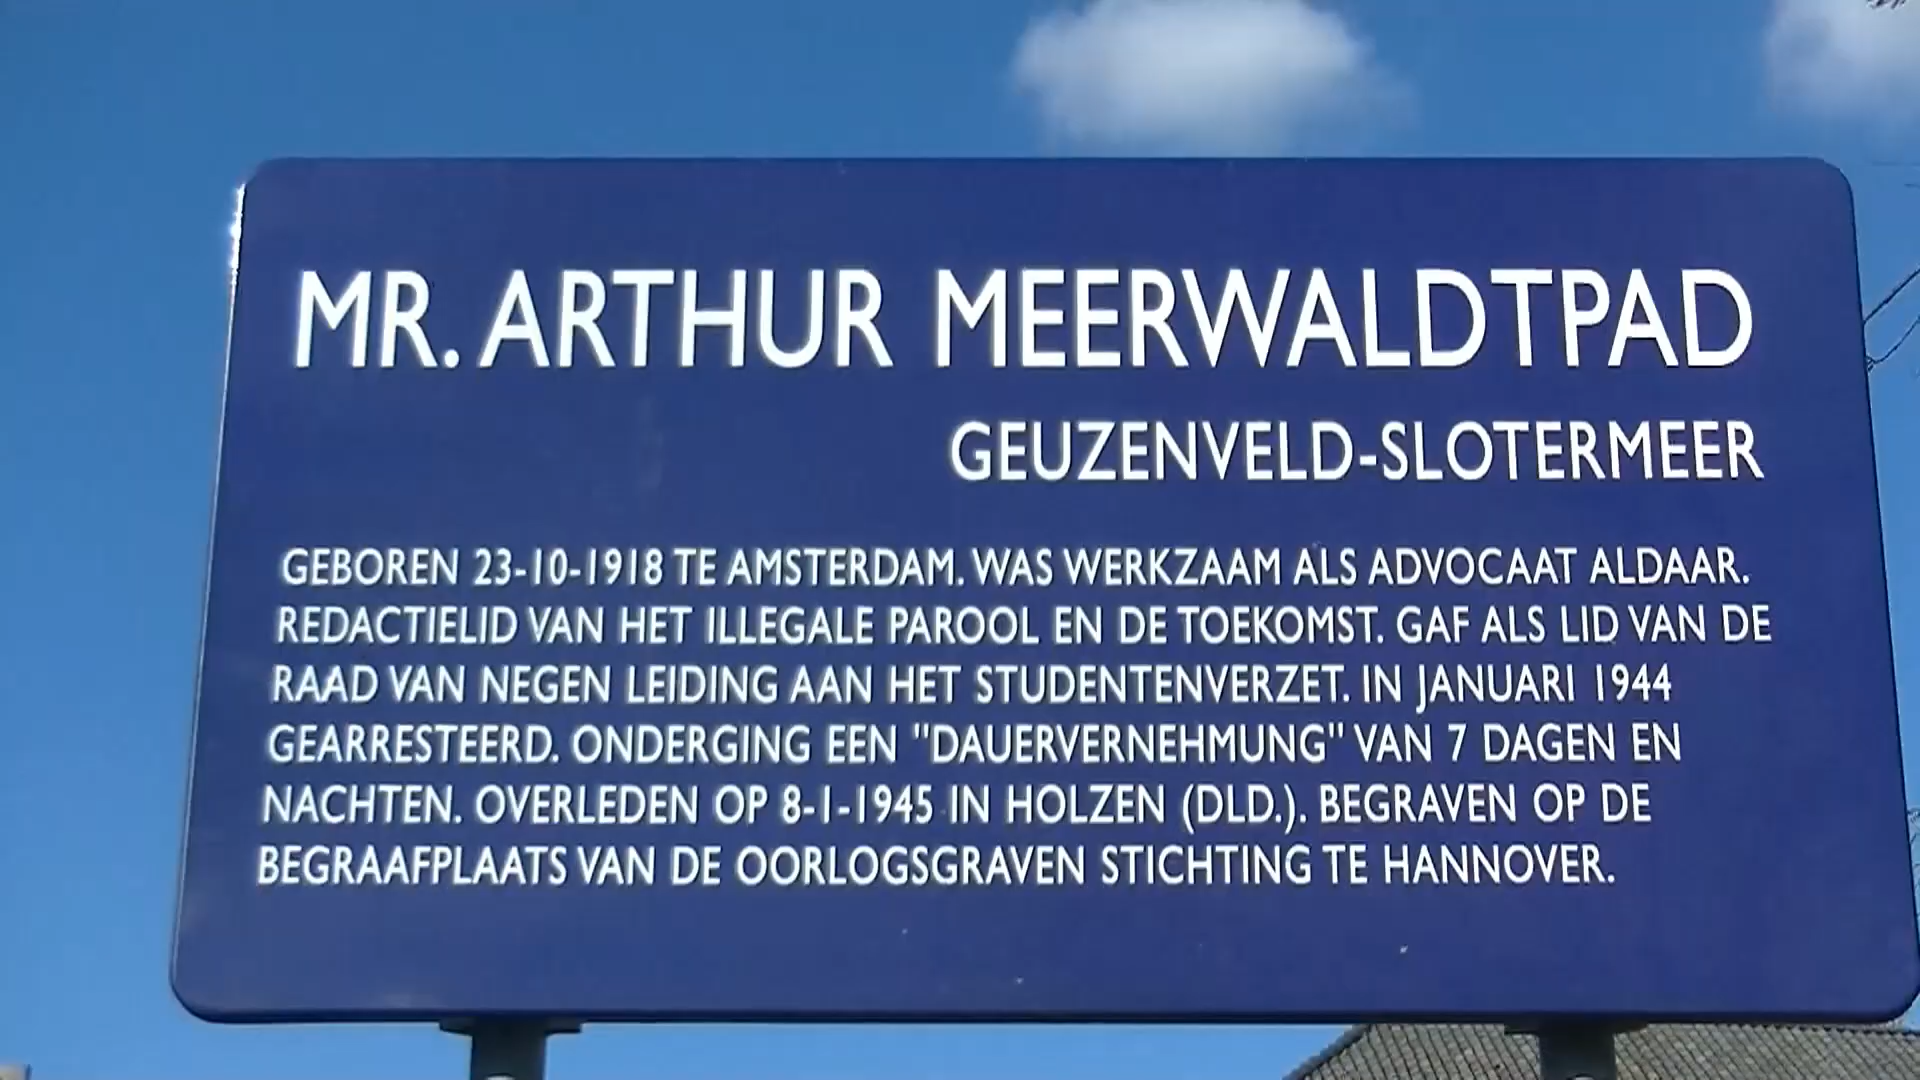 MR. ARTHUR MEERWALDTPAD
GEUZENVELD-SLOTERMEER
GEBOREN 23-10-1918 TE AMSTERDAM. WAS WERKZAAM ALS ADVOCAAT ALDAAR.
REDACTIELID VAN HET ILLEGALE PAROOL EN DE TOEKOMST. GAF ALS LID VAN DE
RAAD VAN NEGEN LEIDING AAN HET STUDENTENVERZET. IN JANUARI 1944
GEARRESTEERD. ONDERGING EEN "DAUERVERNEHMUNG" VAN 7 DAGEN EN
NACHTEN. OVERLEDEN OP 8-1-1945 IN HOLZEN (DLD.). BEGRAVEN OP DE
BEGRAAFPLAATS VAN DE OORLOGSGRAVEN STICHTING TE HANNOVER.